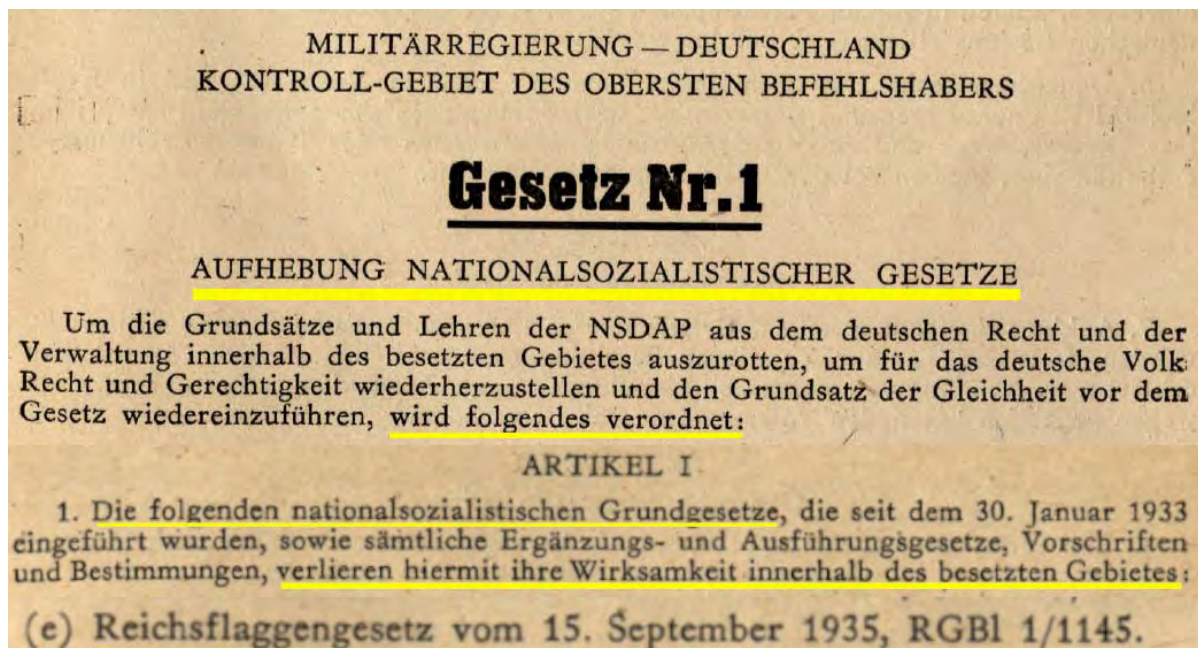 MILITÄRREGIERUNG — DEUTSCHLAND
KONTROLL-GEBIET DES OBERSTEN BEFEHLSHABERS
Gesetz Nr.1
AUFHEBUNG NATIONALSOZIALISTISCHER GESETZE
Um die Grundsätze und Lehren der NSDAP aus dem deutschen Recht und der
Verwaltung innerhalb des besetzten Gebietes auszurotten, um für das deutsche Volk
Recht und Gerechtigkeit wiederherzustellen und den Grundsatz der Gleichheit vor dem
Gesetz wiedereinzuführen, wird folgendes verordnet:
ARTIKEL I
1. Die folgenden nationalsozialistischen Grundgesetze, die seit dem 30. Januar 1933
eingeführt wurden, sowie sämtliche Ergänzungs- und Ausführungsgesetze, Vorschriften
und Bestimmungen, verlieren hiermit ihre Wirksamkeit innerhalb des besetzten Gebietes:
(e) Reichsflaggengesetz vom 15. September 1935, RGBl 1/1145.